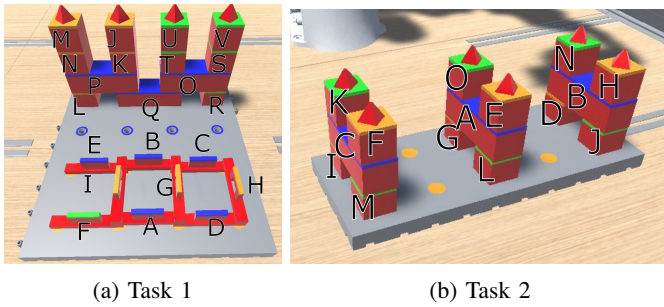 M J U V
N K T S
P O
L Q R
E B C
I G H
F A D
O N
K E H
A B
C F D
I L J
M
(a) Task 1 (b) Task 2